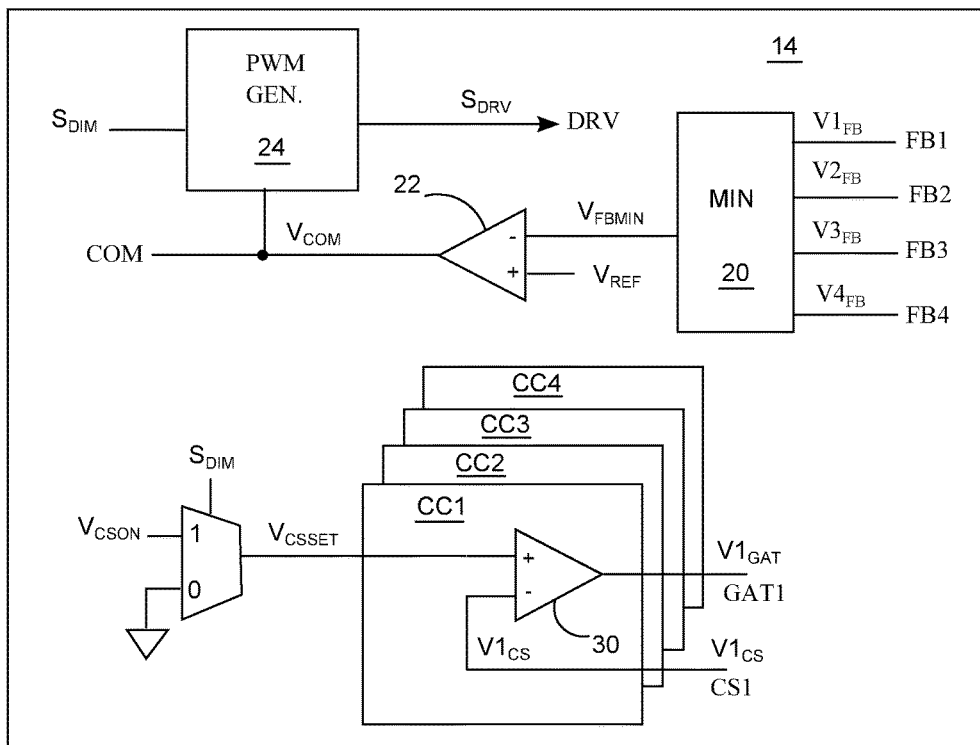 14
PWM
GEN.
24
S_DIM
S_DRV
DRV
22
COM
V_COM
V_FBMIN
-
+
V_REF
MIN
20
V1_FB
FB1
V2_FB
FB2
V3_FB
FB3
V4_FB
FB4
CC4
CC3
CC2
CC1
S_DIM
V_CSON
1
0
V_CSSET
+
-
30
V1_CS
V1_GAT
GAT1
V1_CS
CS1